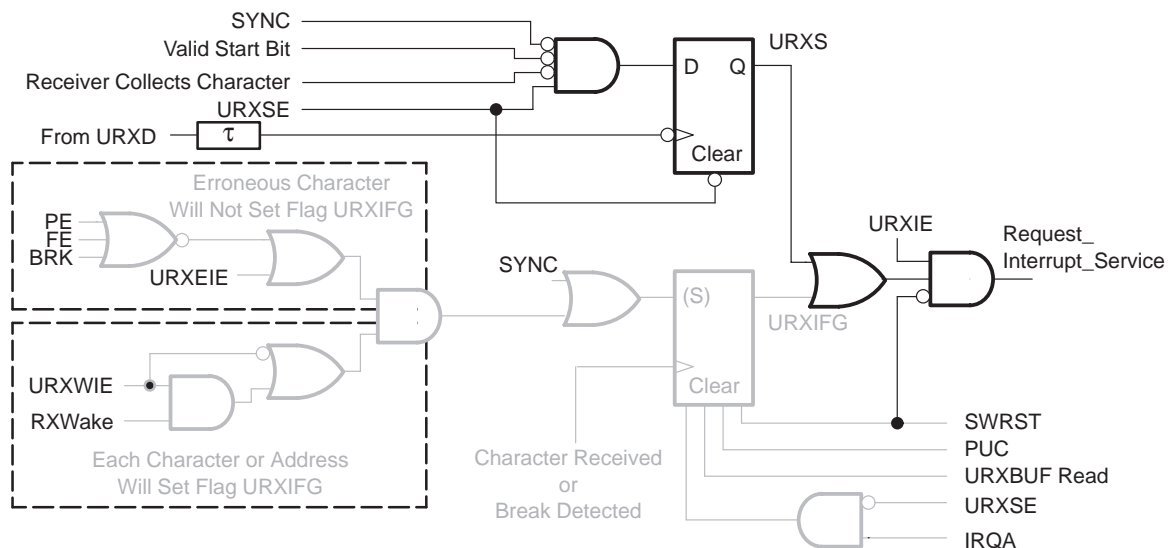 SYNC
Valid Start Bit
Receiver Collects Character
URXSE
From URXD
τ
D Q
Clear
URXS
Erroneous Character
Will Not Set Flag URXIFG
PE
FE
BRK
URXEIE
SYNC
(S)
Clear
URXIFG
URXIE
Request_
Interrupt_Service
URXWIE
RXWake
Each Character or Address
Will Set Flag URXIFG
Character Received
or
Break Detected
SWRST
PUC
URXBUF Read
URXSE
IRQA